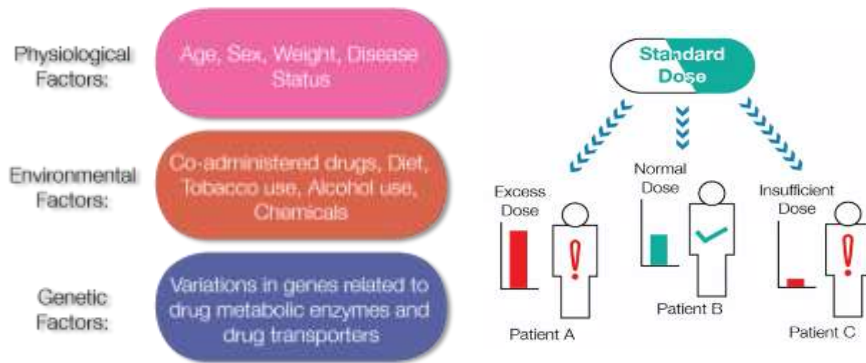 Physiological
Factors:
Age, Sex, Weight, Disease
Status
Environmental
Factors:
Co-administered drugs, Diet,
Tobacco use, Alcohol use,
Chemicals
Genetic
Factors:
Variations in genes related to
drug metabolic enzymes and
drug transporters
Standard
Dose
Excess
Dose
Normal
Dose
Insufficient
Dose
!
!
Patient A
Patient B
Patient C